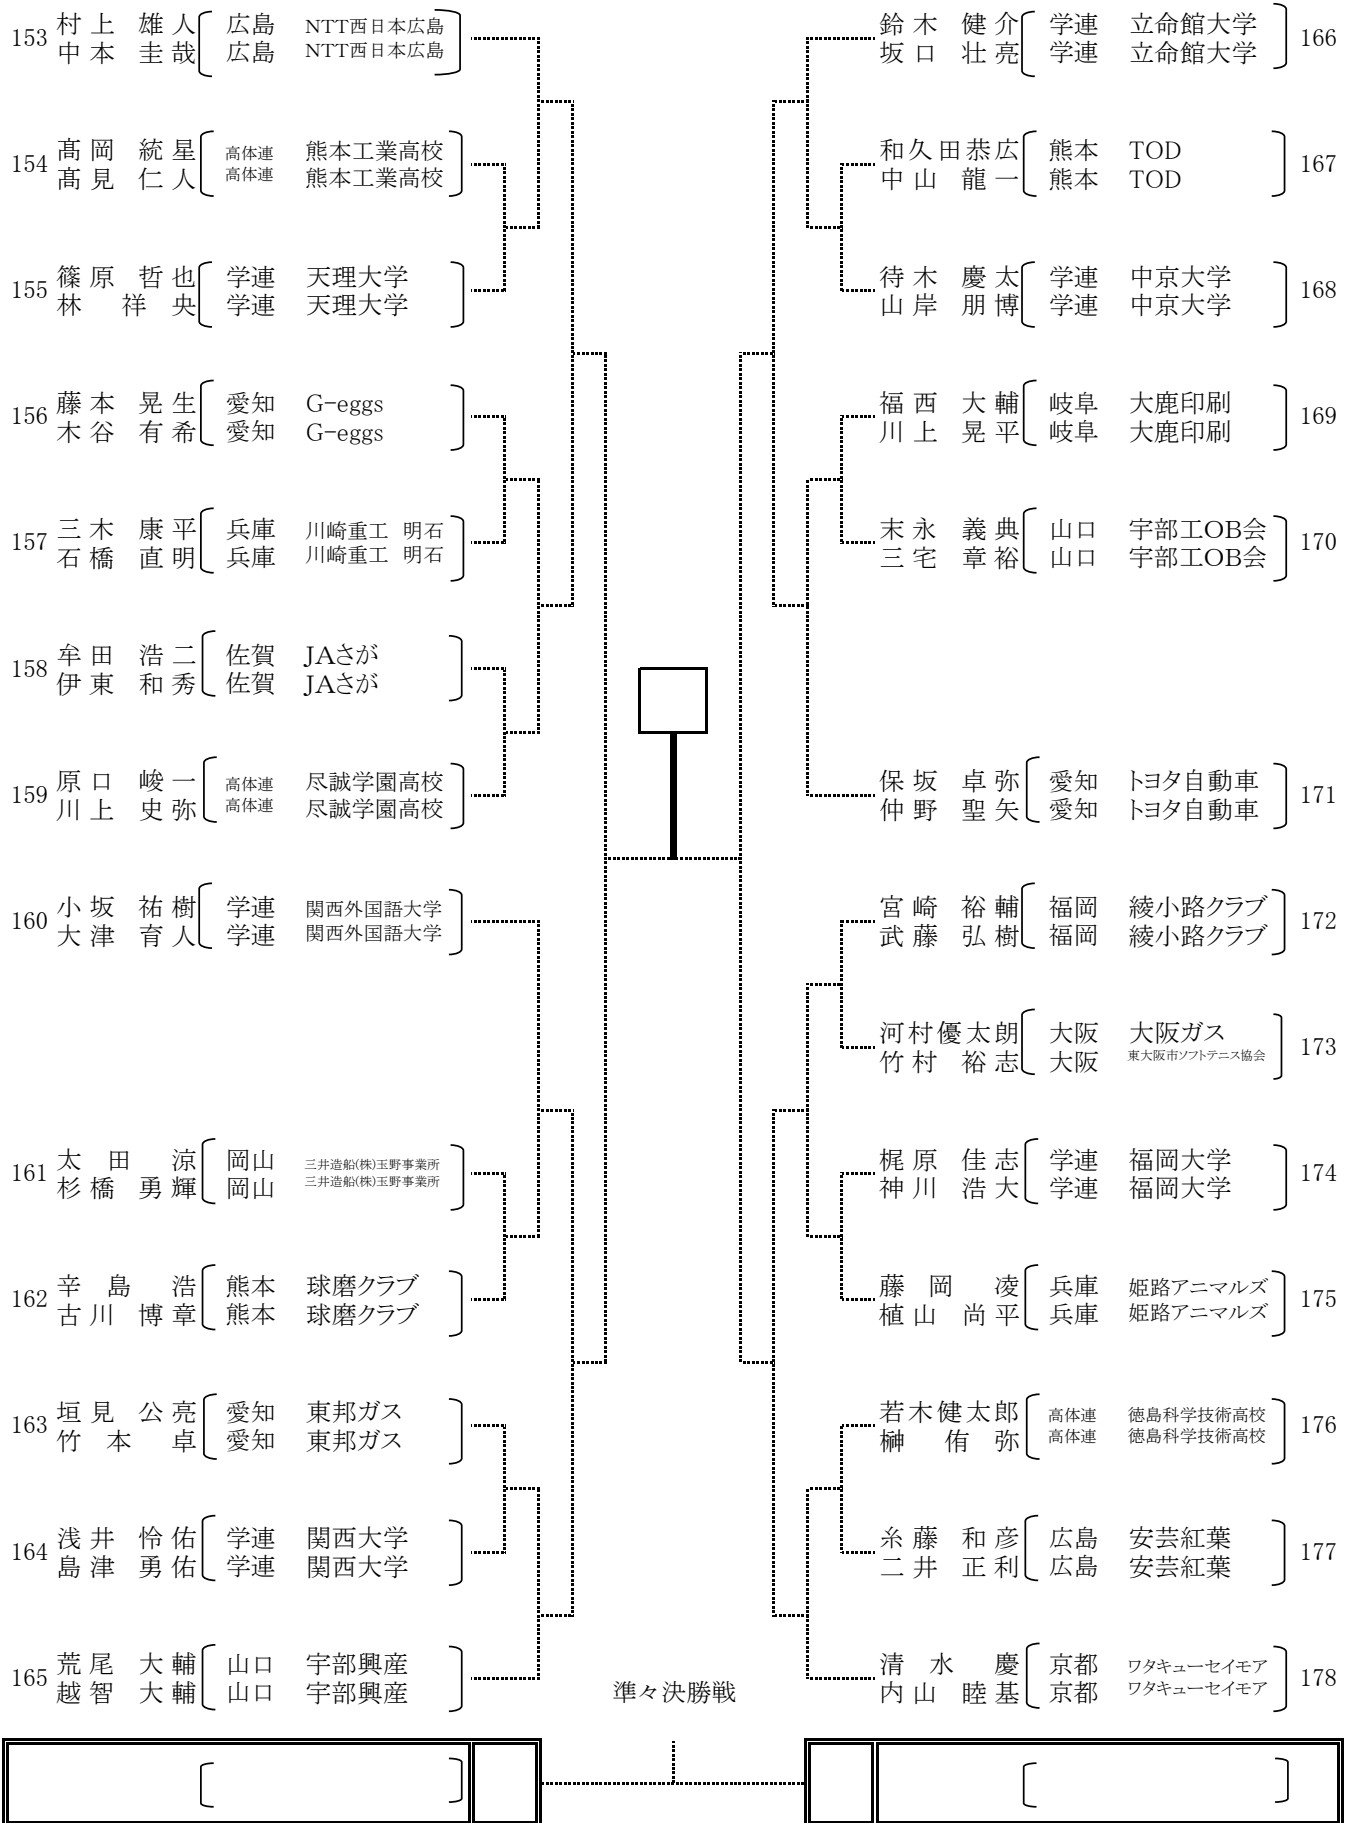 153 村上 雄人 広島 NTT西日本広島
中本 圭哉 広島 NTT西日本広島
154 髙岡 統星 高体連 熊本工業高校
髙見 仁人 高体連 熊本工業高校
155 篠原 哲也 学連 天理大学
林 祥央 学連 天理大学
156 藤本 晃生 愛知 G-eggs
木谷 有希 愛知 G-eggs
157 三木 康平 兵庫 川崎重工 明石
石橋 直明 兵庫 川崎重工 明石
158 牟田 浩二 佐賀 JAさが
伊東 和秀 佐賀 JAさが
159 原口 峻一 高体連 尽誠学園高校
川上 史弥 高体連 尽誠学園高校
160 小坂 祐樹 学連 関西外国語大学
大津 育人 学連 関西外国語大学
161 太田 涼 岡山 三井造船(株)玉野事業所
杉橋 勇輝 岡山 三井造船(株)玉野事業所
162 辛島 浩 熊本 球磨クラブ
古川 博章 熊本 球磨クラブ
163 垣見 公亮 愛知 東邦ガス
竹本 卓 愛知 東邦ガス
164 浅井 怜佑 学連 関西大学
島津 勇佑 学連 関西大学
165 荒尾 大輔 山口 宇部興産
越智 大輔 山口 宇部興産
鈴木 健介 学連 立命館大学 166
坂口 壮亮 学連 立命館大学
和久田恭広 熊本 TOD 167
中山 龍一 熊本 TOD
待木 慶太 学連 中京大学 168
山岸 朋博 学連 中京大学
福西 大輔 岐阜 大鹿印刷 169
川上 晃平 岐阜 大鹿印刷
末永 義典 山口 宇部工OB会 170
三宅 章裕 山口 宇部工OB会
保坂 卓弥 愛知 トヨタ自動車 171
仲野 聖矢 愛知 トヨタ自動車
宮崎 裕輔 福岡 綾小路クラブ 172
武藤 弘樹 福岡 綾小路クラブ
河村優太朗 大阪 大阪ガス 173
竹村 裕志 大阪 東大阪市ソフトテニス協会
梶原 佳志 学連 福岡大学 174
神川 浩大 学連 福岡大学
藤岡 凌 兵庫 姫路アニマルズ 175
植山 尚平 兵庫 姫路アニマルズ
若木健太郎 高体連 徳島科学技術高校 176
榊 侑弥 高体連 徳島科学技術高校
糸藤 和彦 広島 安芸紅葉 177
二井 正利 広島 安芸紅葉
清水 慶 京都 ワタキューセイモア 178
内山 睦基 京都 ワタキューセイモア
準々決勝戦